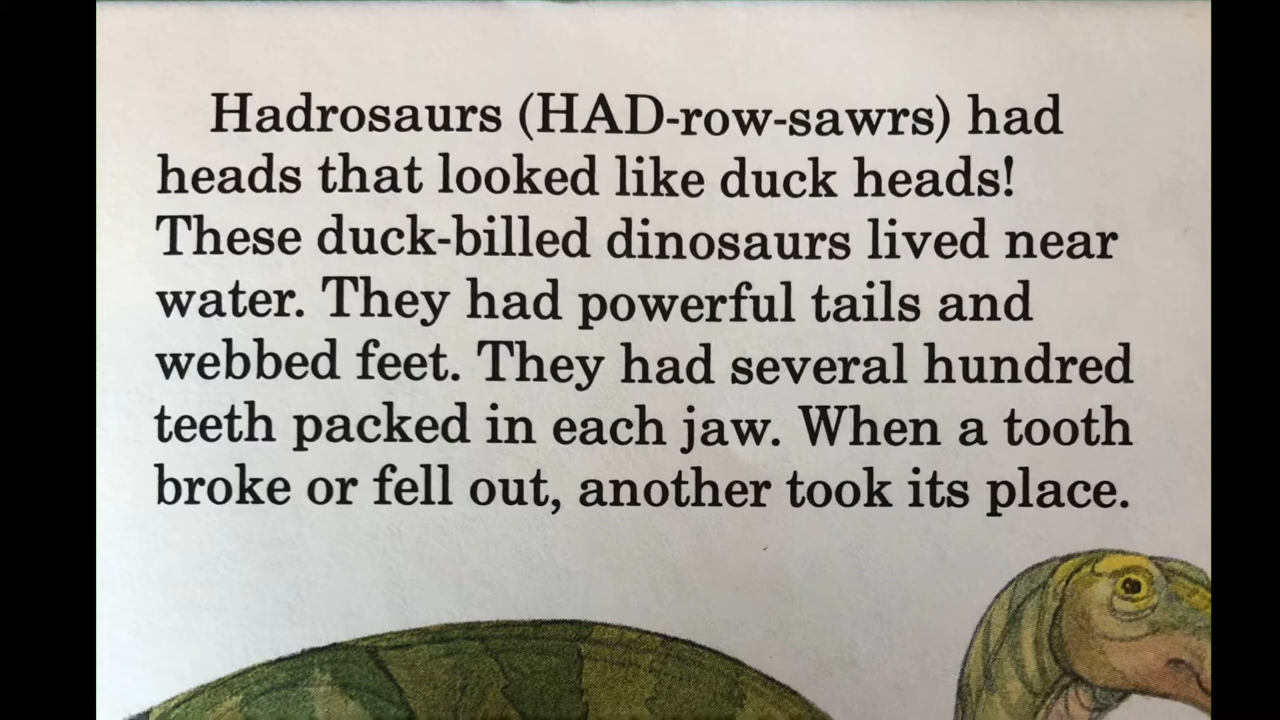 Hadrosaurs (HAD-row-sawrs) had
heads that looked like duck heads!
These duck-billed dinosaurs lived near
water. They had powerful tails and
webbed feet. They had several hundred
teeth packed in each jaw. When a tooth
broke or fell out, another took its place.